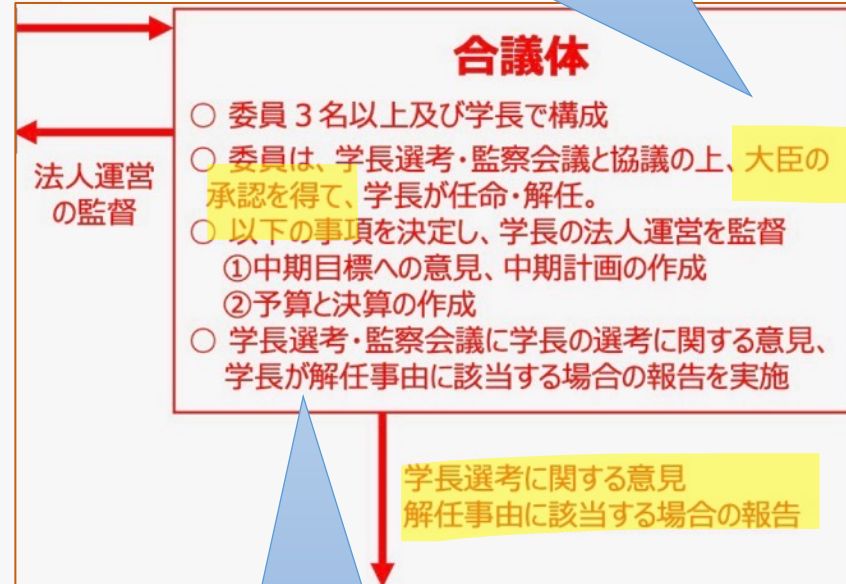 合議体
○ 委員３名以上及び学長で構成
○ 委員は、学長選考・監察会議と協議の上、大臣の
承認を得て、学長が任命・解任。
○ 以下の事項を決定し、学長の法人運営を監督
①中期目標への意見、中期計画の作成
②予算と決算の作成
○ 学長選考・監察会議に学長の選考に関する意見、
学長が解任事由に該当する場合の報告を実施
法人運営
の監督
学長選考に関する意見
解任事由に該当する場合の報告